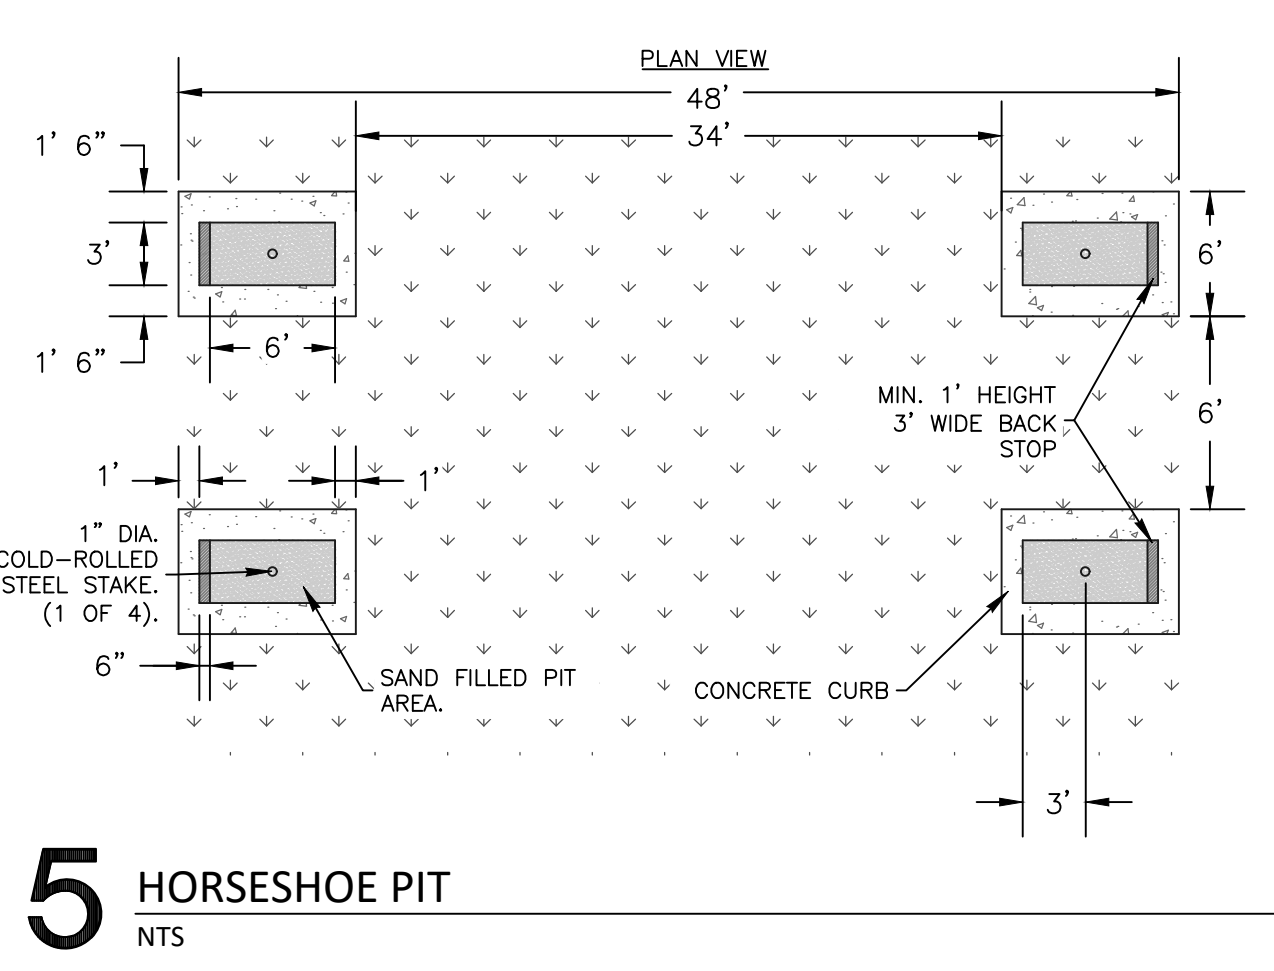 PLAN VIEW
48'
34'
1' 6"
3'
6'
1' 6"
6'
MIN. 1' HEIGHT
3' WIDE BACK
STOP
6'
1'
1'
1" DIA.
COLD-ROLLED
STEEL STAKE.
(1 OF 4).
6"
SAND FILLED PIT
AREA.
CONCRETE CURB
3'
5
HORSESHOE PIT
NTS